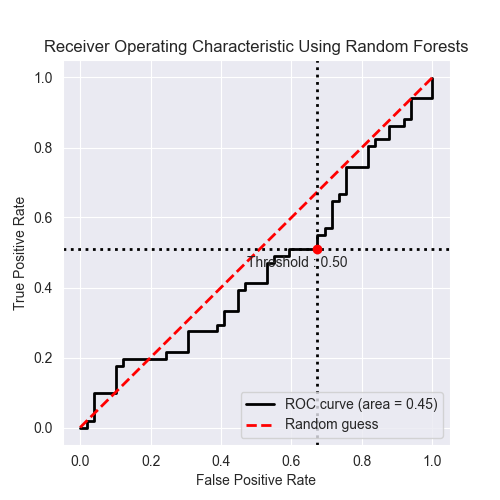 Receiver Operating Characteristic Using Random Forests
1.0
0.8
0.6
0.4
0.2
0.0
True Positive Rate
Threshold : 0.50
ROC curve (area = 0.45)
Random guess
0.0 0.2 0.4 0.6 0.8 1.0
False Positive Rate